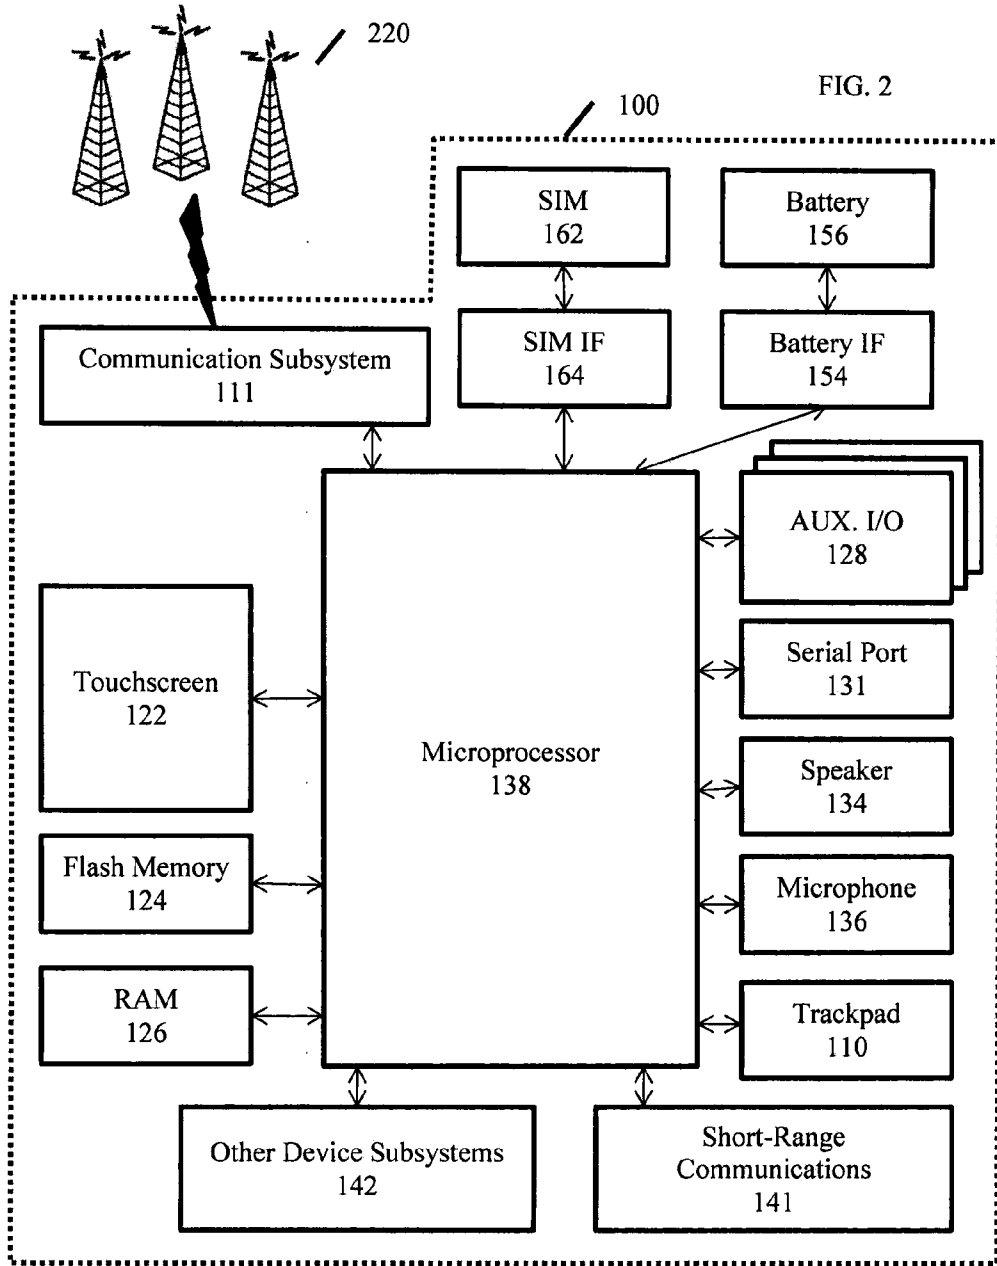 220
FIG. 2
100
SIM
162
Battery
156
SIM IF
164
Battery IF
154
Communication Subsystem
111
AUX. I/O
128
Touchscreen
122
Serial Port
131
Microprocessor
138
Speaker
134
Flash Memory
124
Microphone
136
RAM
126
Trackpad
110
Other Device Subsystems
142
Short-Range
Communications
141